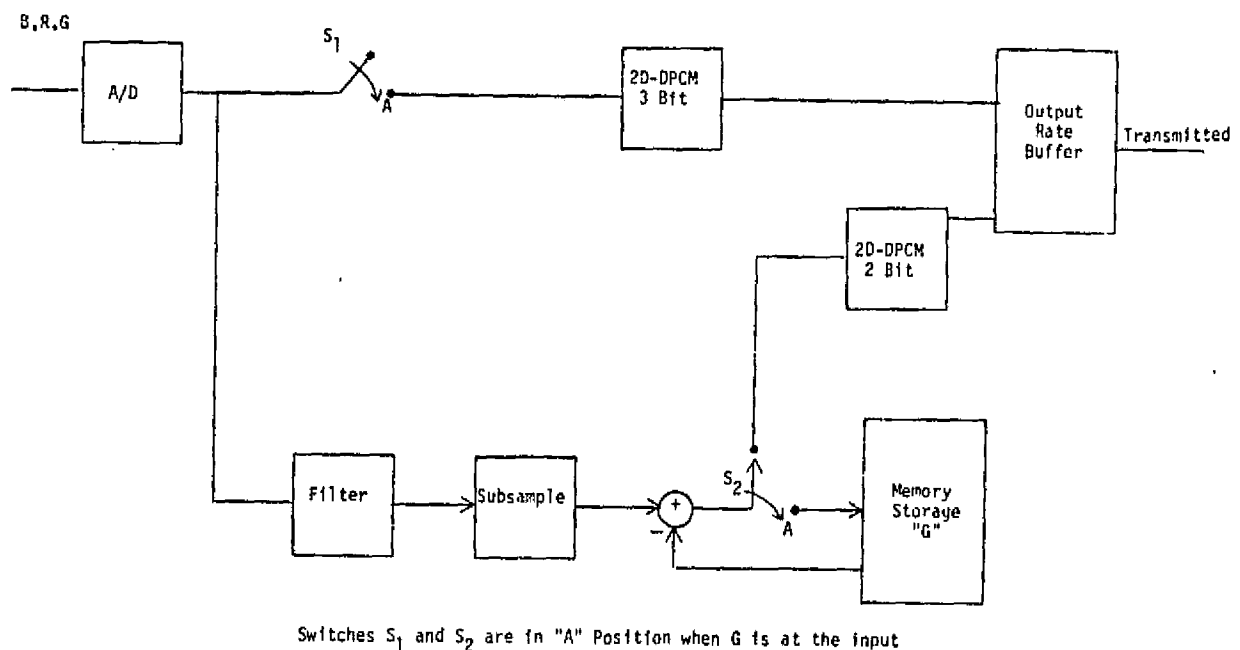 B,R,G
A/D
S1
A
2D-DPCM
3 Bit
Output
Rate
Buffer
Transmitted
2D-DPCM
2 Bit
Filter
Subsample
+
−
S2
A
Memory
Storage
"G"
Switches S1 and S2 are in "A" Position when G is at the input